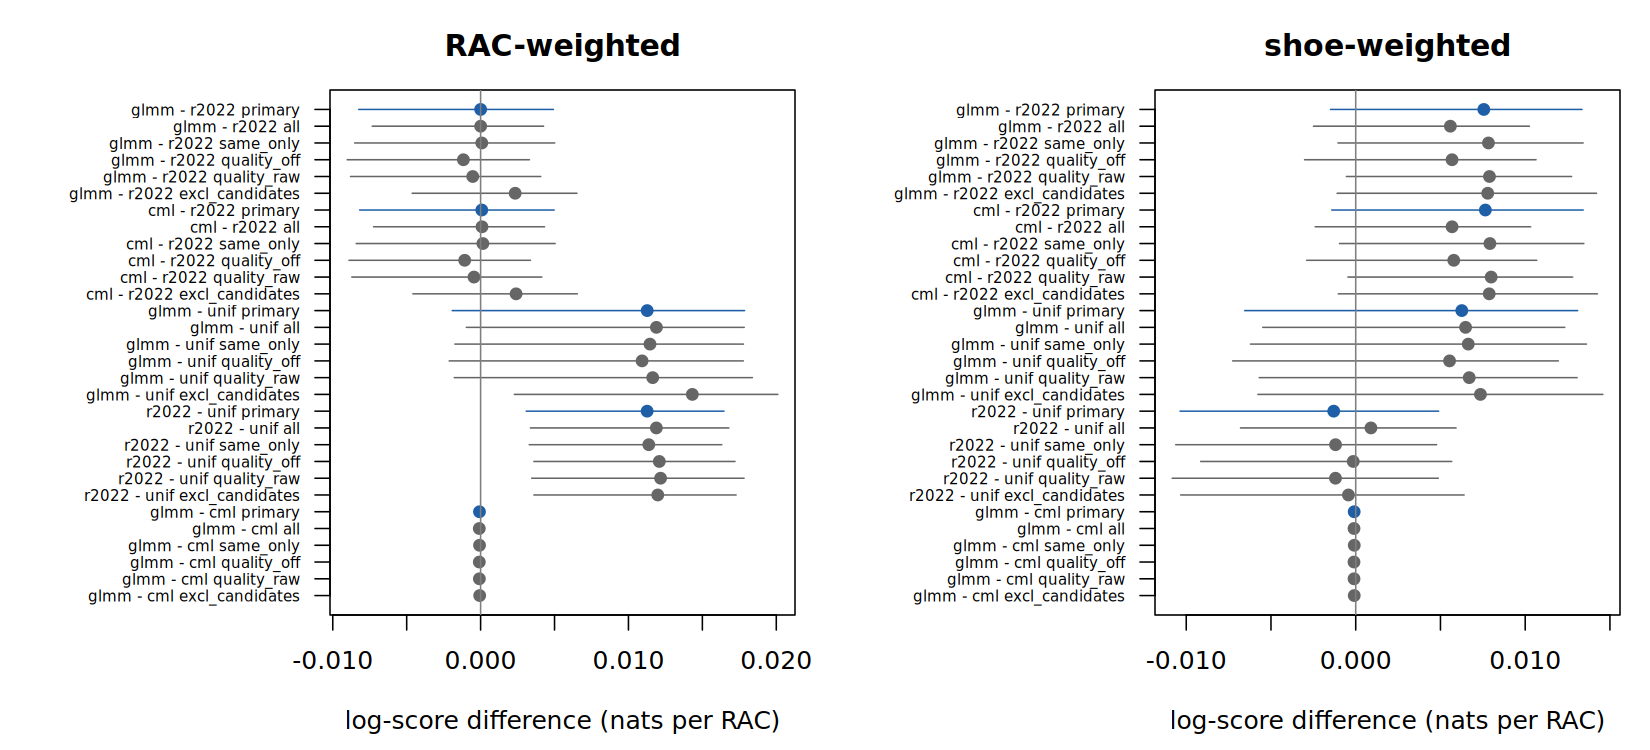 RAC-weighted
glmm - r2022 primary
glmm - r2022 all
glmm - r2022 same_only
glmm - r2022 quality_off
glmm - r2022 quality_raw
glmm - r2022 excl_candidates
cml - r2022 primary
cml - r2022 all
cml - r2022 same_only
cml - r2022 quality_off
cml - r2022 quality_raw
cml - r2022 excl_candidates
glmm - unif primary
glmm - unif all
glmm - unif same_only
glmm - unif quality_off
glmm - unif quality_raw
glmm - unif excl_candidates
r2022 - unif primary
r2022 - unif all
r2022 - unif same_only
r2022 - unif quality_off
r2022 - unif quality_raw
r2022 - unif excl_candidates
glmm - cml primary
glmm - cml all
glmm - cml same_only
glmm - cml quality_off
glmm - cml quality_raw
glmm - cml excl_candidates
-0.010 0.000 0.010 0.020
log-score difference (nats per RAC)
shoe-weighted
glmm - r2022 primary
glmm - r2022 all
glmm - r2022 same_only
glmm - r2022 quality_off
glmm - r2022 quality_raw
glmm - r2022 excl_candidates
cml - r2022 primary
cml - r2022 all
cml - r2022 same_only
cml - r2022 quality_off
cml - r2022 quality_raw
cml - r2022 excl_candidates
glmm - unif primary
glmm - unif all
glmm - unif same_only
glmm - unif quality_off
glmm - unif quality_raw
glmm - unif excl_candidates
r2022 - unif primary
r2022 - unif all
r2022 - unif same_only
r2022 - unif quality_off
r2022 - unif quality_raw
r2022 - unif excl_candidates
glmm - cml primary
glmm - cml all
glmm - cml same_only
glmm - cml quality_off
glmm - cml quality_raw
glmm - cml excl_candidates
-0.010 0.000 0.010
log-score difference (nats per RAC)